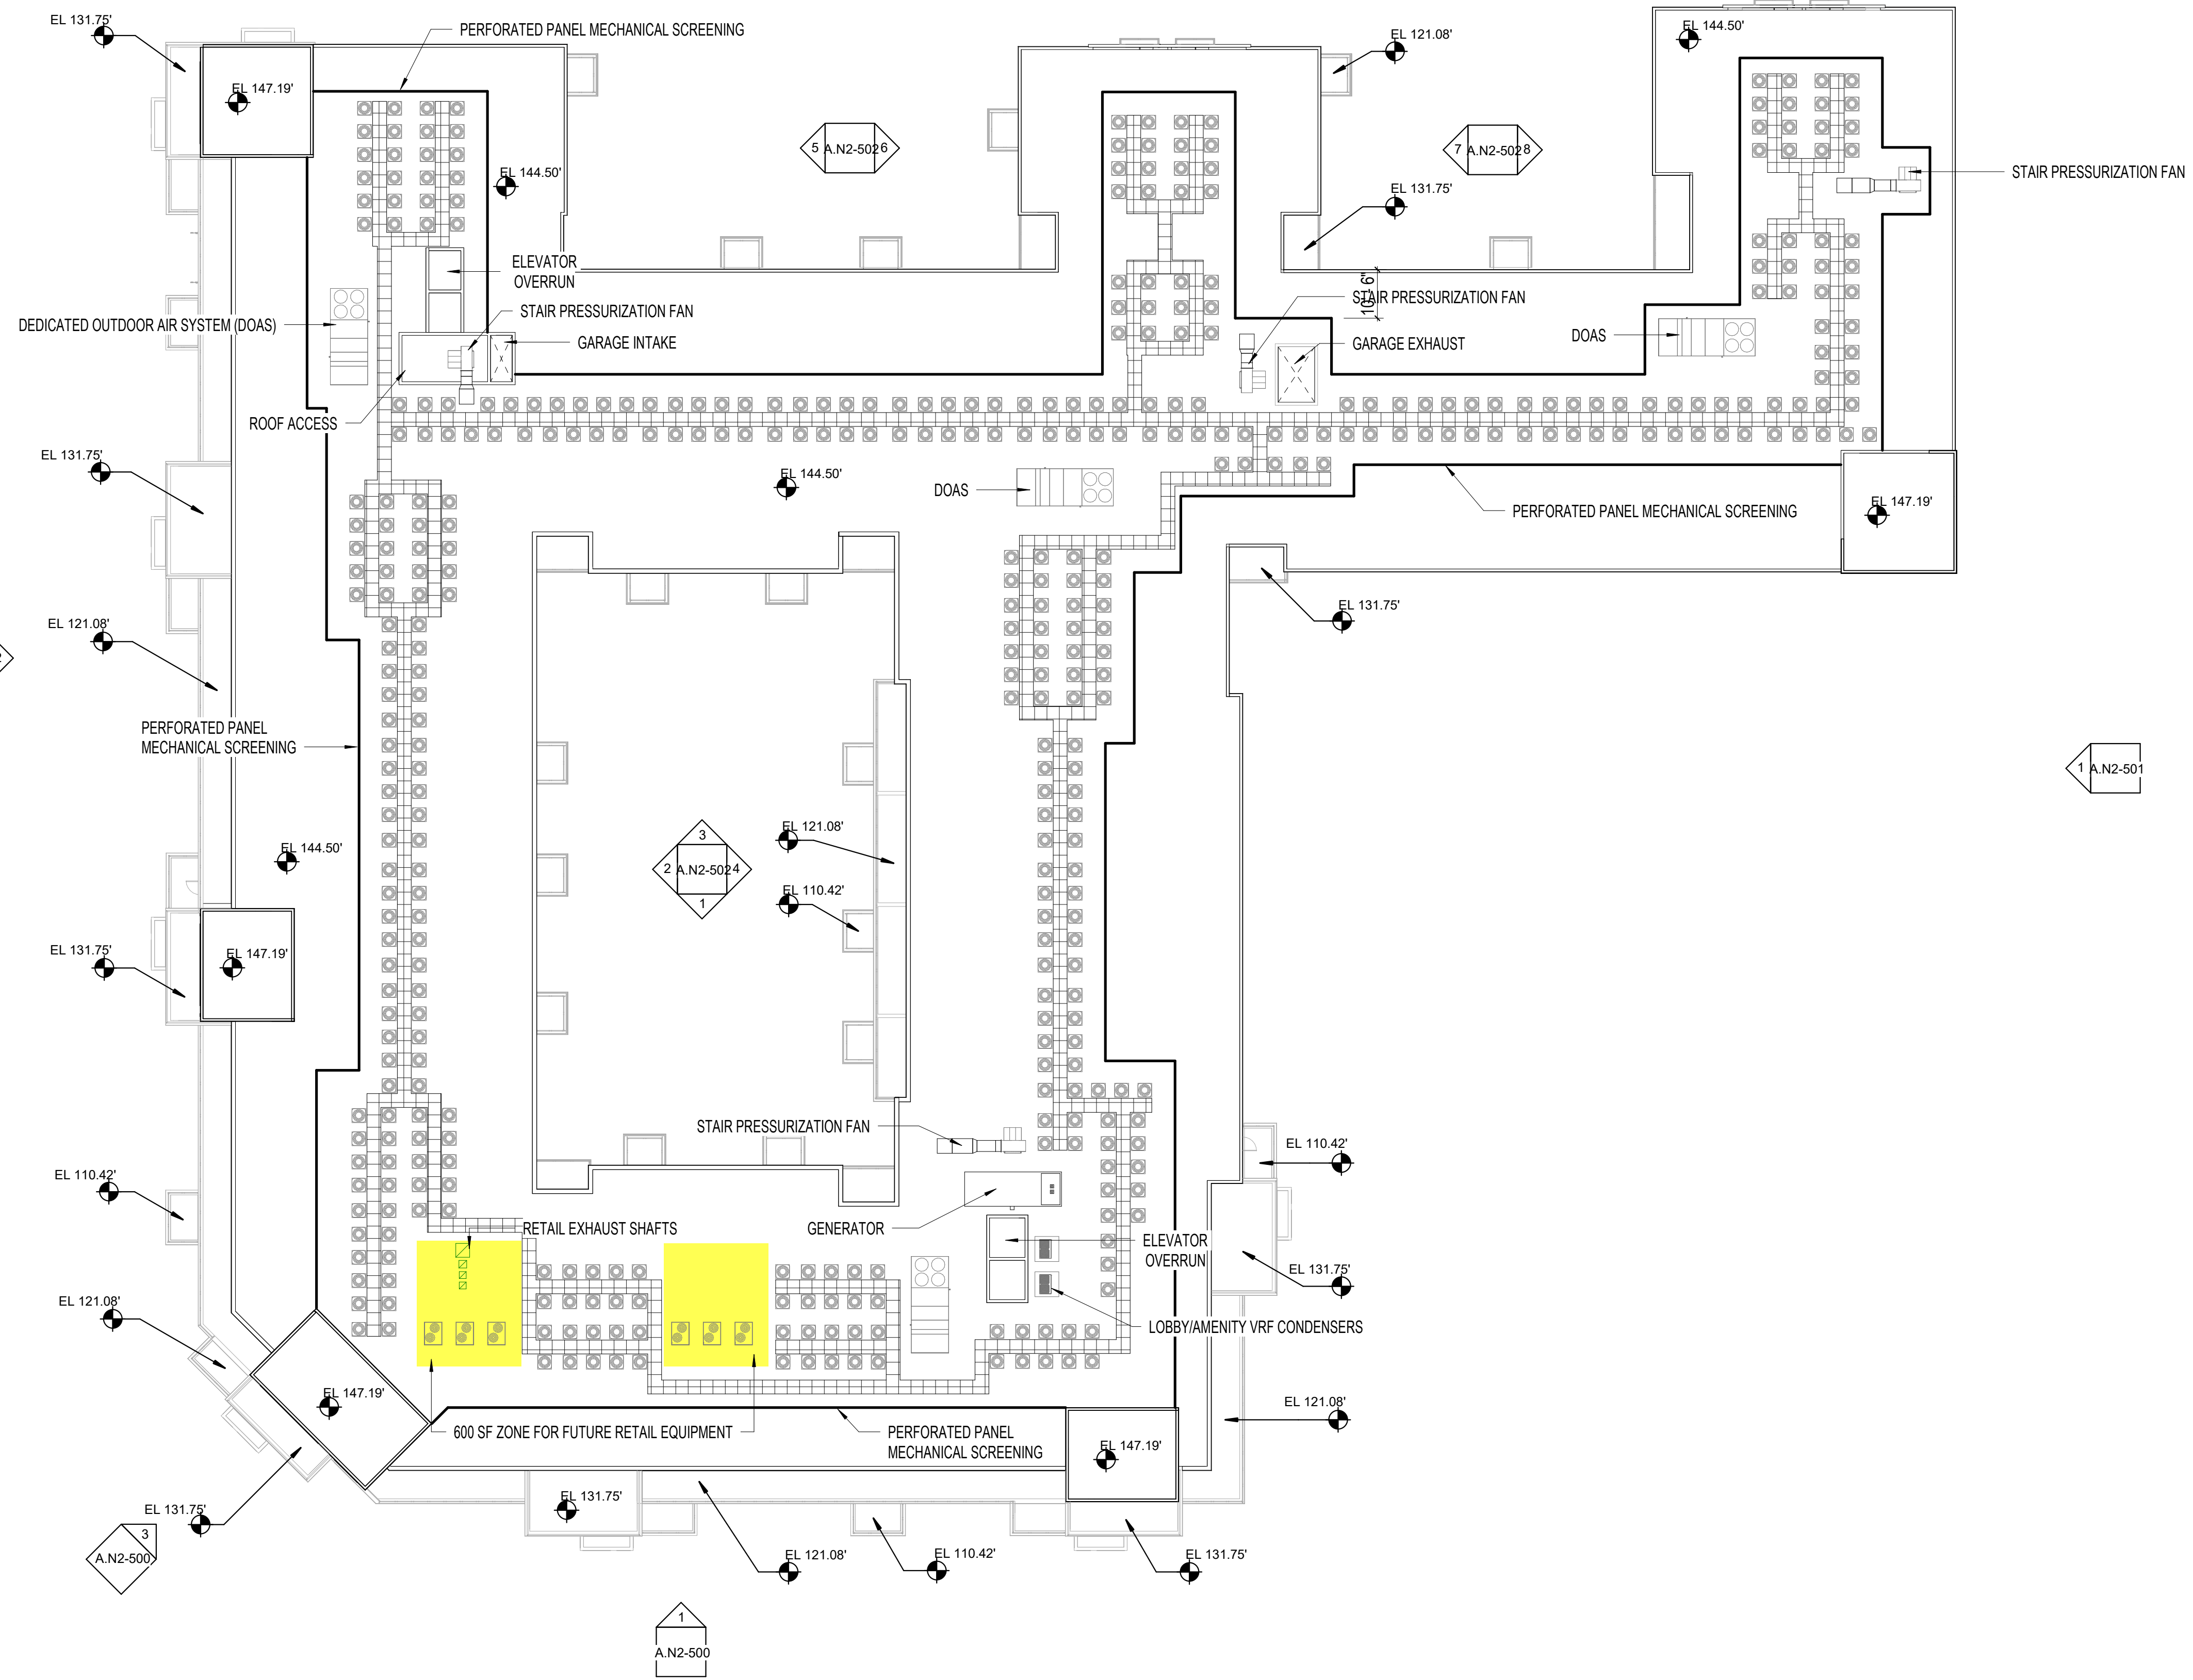 EL 131.75'
PERFORATED PANEL MECHANICAL SCREENING
EL 121.08'
EL 144.50'
EL 147.19'
5 A.N2-502 6
7 A.N2-502 8
EL 144.50'
STAIR PRESSURIZATION FAN
EL 131.75'
ELEVATOR
OVERRUN
10' - 6"
STAIR PRESSURIZATION FAN
STAIR PRESSURIZATION FAN
DEDICATED OUTDOOR AIR SYSTEM (DOAS)
GARAGE INTAKE
GARAGE EXHAUST
DOAS
ROOF ACCESS
EL 131.75'
EL 144.50'
DOAS
EL 147.19'
PERFORATED PANEL MECHANICAL SCREENING
EL 131.75'
EL 121.08'
2
PERFORATED PANEL
MECHANICAL SCREENING
1 A.N2-501
EL 121.08'
3
2 A.N2-502 4
1
EL 144.50'
EL 110.42'
EL 131.75'
EL 147.19'
STAIR PRESSURIZATION FAN
EL 110.42'
EL 110.42'
RETAIL EXHAUST SHAFTS
GENERATOR
ELEVATOR
OVERRUN
EL 131.75'
EL 121.08'
LOBBY/AMENITY VRF CONDENSERS
EL 147.19'
EL 121.08'
600 SF ZONE FOR FUTURE RETAIL EQUIPMENT
PERFORATED PANEL
MECHANICAL SCREENING
EL 147.19'
EL 131.75'
EL 131.75'
3
A.N2-500
EL 121.08'
EL 110.42'
EL 131.75'
1
A.N2-500